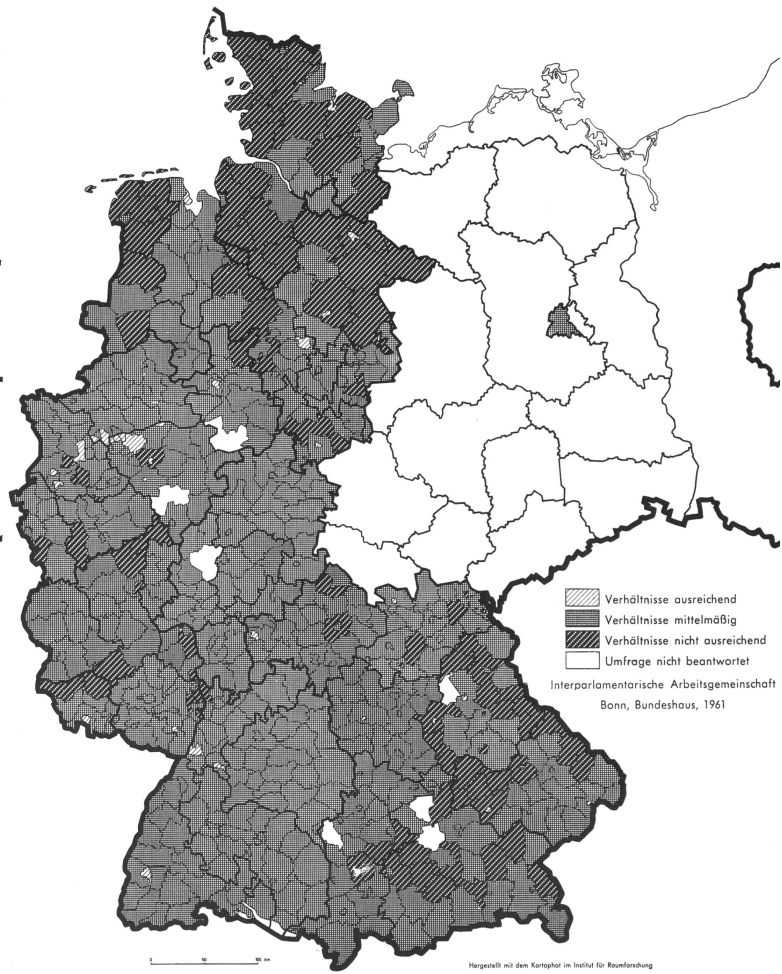 Verhältnisse ausreichend
Verhältnisse mittelmäßig
Verhältnisse nicht ausreichend
Umfrage nicht beantwortet
Interparlamentarische Arbeitsgemeinschaft
Bonn, Bundeshaus, 1961
0 50 100 km
Hergestellt mit dem Kartophot im Institut für Raumforschung